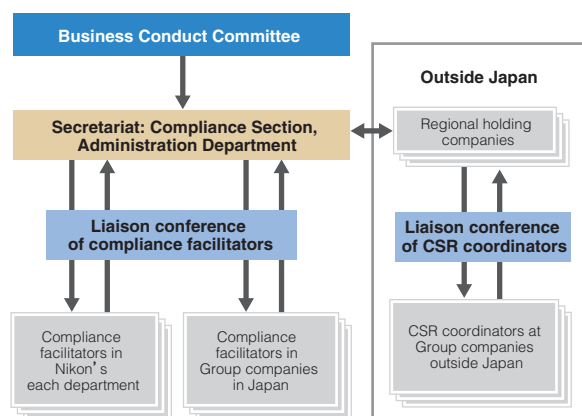 Business Conduct Committee
Outside Japan
Secretariat: Compliance Section,
Administration Department
Regional holding
companies
Liaison conference
of compliance facilitators
Liaison conference
of CSR coordinators
Compliance
facilitators in
Nikon's
each department
Compliance
facilitators in
Group companies
in Japan
CSR coordinators at
Group companies
outside Japan